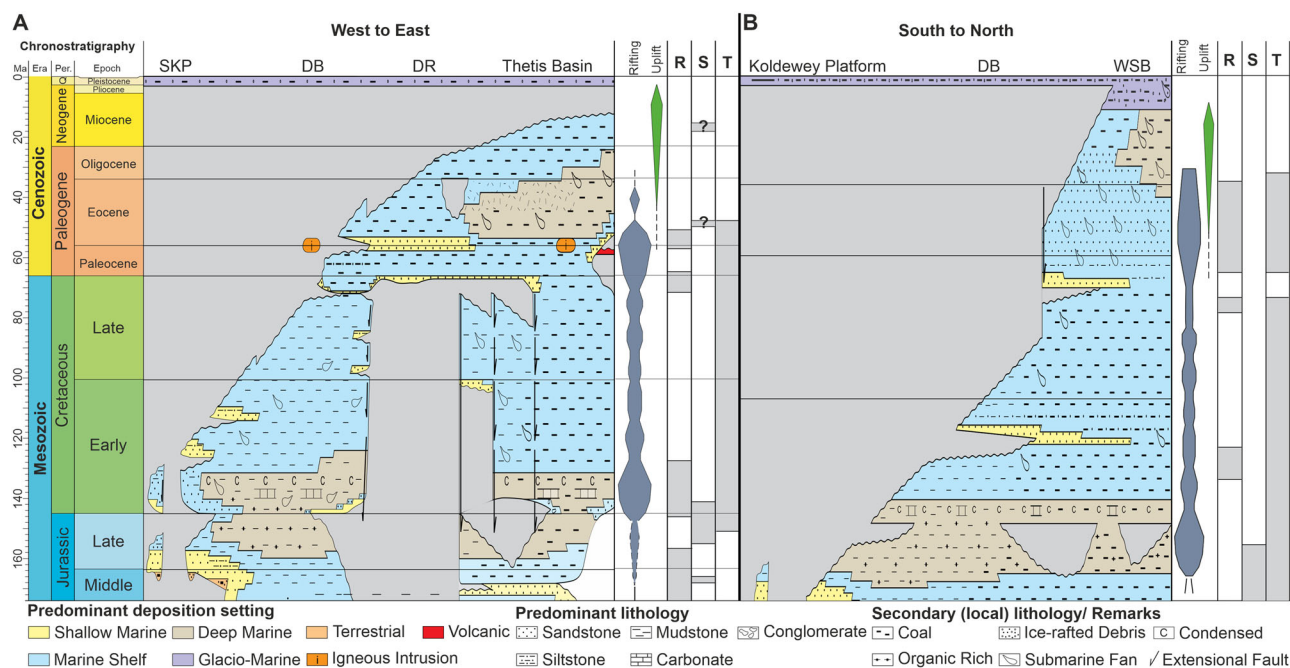 A
West to East
Chronostratigraphy
Ma Era Per. Epoch
SKP DB DR Thetis Basin
Rifting Uplift R S T
0
20
40
60
80
100
120
140
160
Cenozoic
Mesozoic
Q
Neogene
Paleogene
Cretaceous
Jurassic
Pleistocene
Pliocene
Miocene
Oligocene
Eocene
Paleocene
Late
Early
Late
Middle
?
?
C C C C C C C
B
South to North
Koldewey Platform DB WSB
Rifting Uplift R S T
C C C C C C
Predominant deposition setting
Shallow Marine Deep Marine Terrestrial Volcanic
Marine Shelf Glacio-Marine i Igneous Intrusion
Predominant lithology
Sandstone Mudstone Conglomerate
Siltstone Carbonate
Secondary (local) lithology/ Remarks
Coal Ice-rafted Debris C Condensed
Organic Rich Submarine Fan Extensional Fault